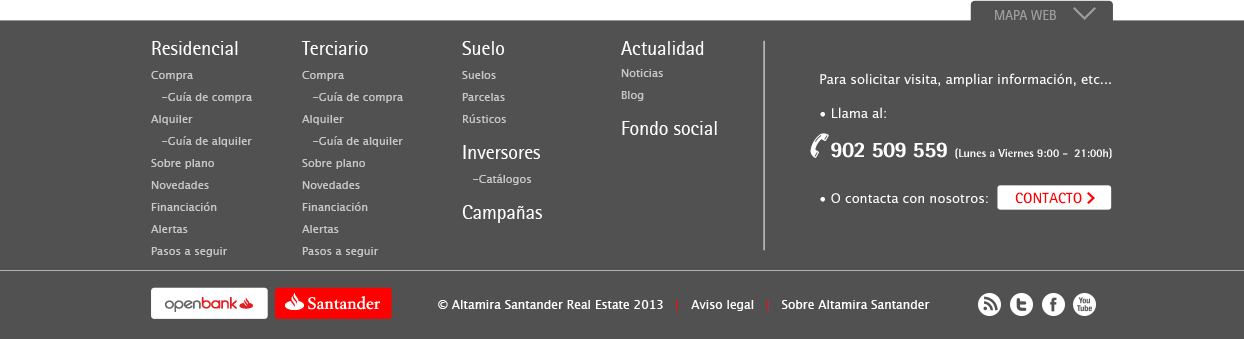 MAPA WEB
Residencial
Compra
-Guía de compra
Alquiler
-Guía de alquiler
Sobre plano
Novedades
Financiación
Alertas
Pasos a seguir
Terciario
Compra
-Guía de compra
Alquiler
-Guía de alquiler
Sobre plano
Novedades
Financiación
Alertas
Pasos a seguir
Suelo
Suelos
Parcelas
Rústicos
Inversores
-Catálogos
Campañas
Actualidad
Noticias
Blog
Fondo social
Para solicitar visita, ampliar información, etc...
• Llama al:
902 509 559 (Lunes a Viernes 9:00 - 21:00h)
• O contacta con nosotros: CONTACTO
openbank Santander © Altamira Santander Real Estate 2013 | Aviso legal | Sobre Altamira Santander You Tube